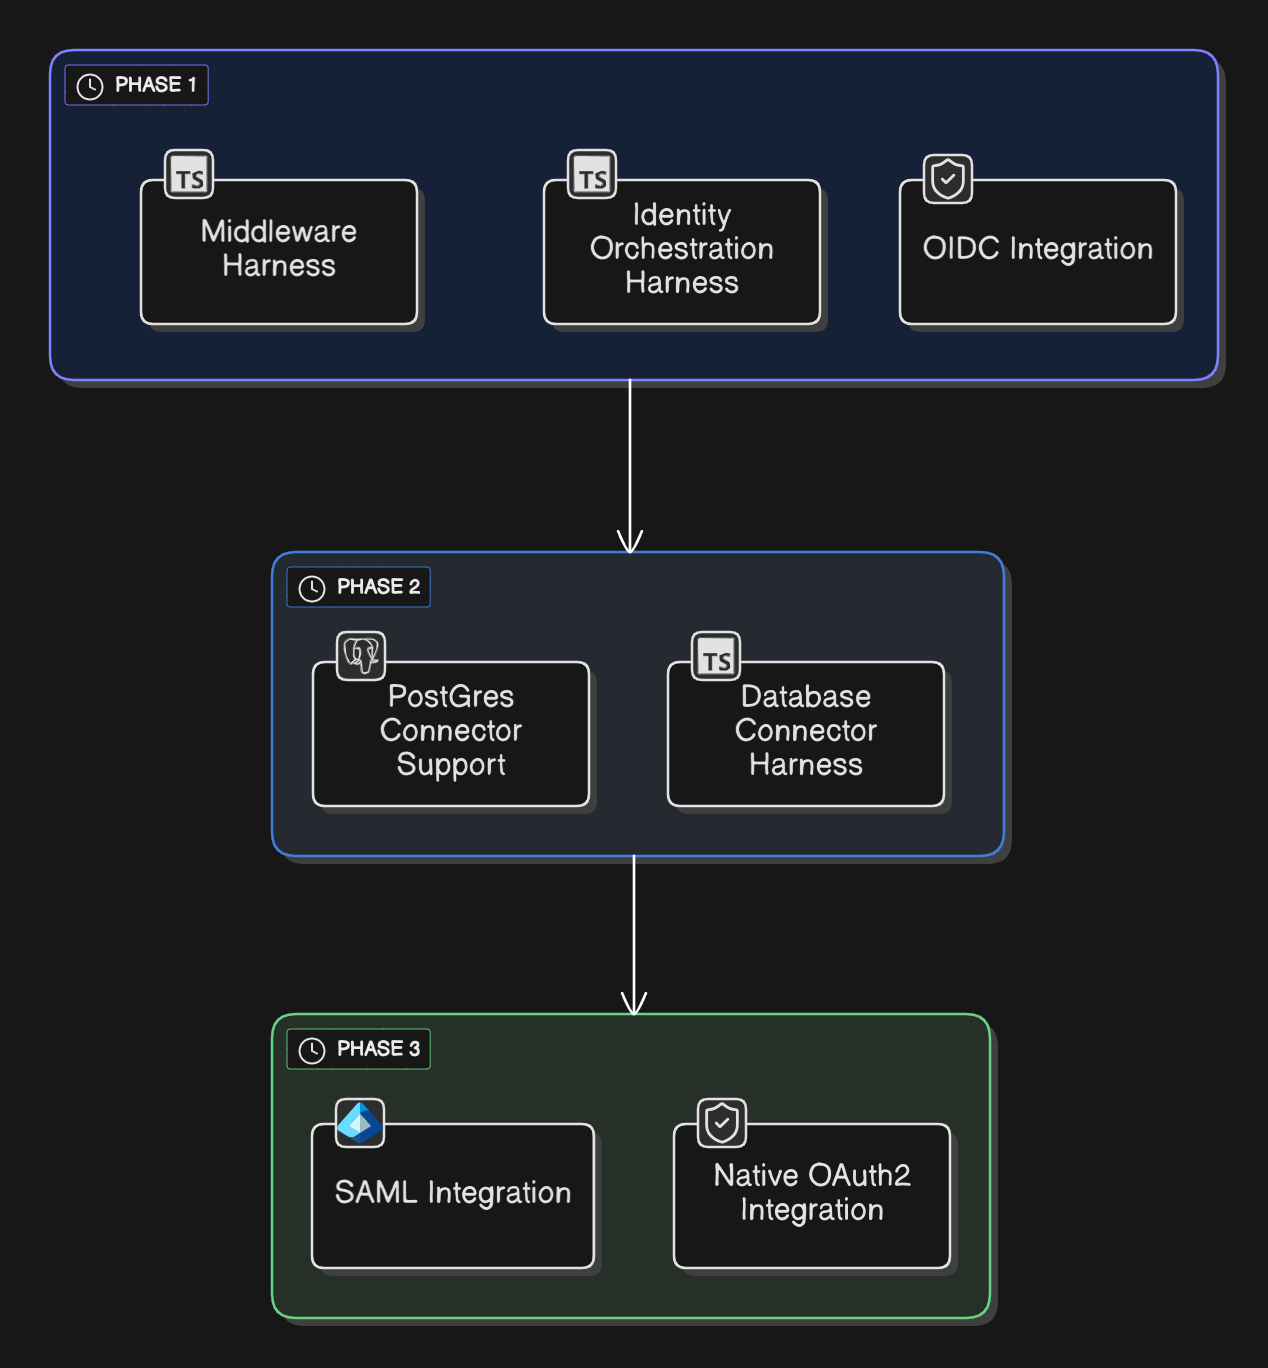 PHASE 1
TS
Middleware
Harness
TS
Identity
Orchestration
Harness
OIDC Integration
PHASE 2
PostGres
Connector
Support
TS
Database
Connector
Harness
PHASE 3
SAML Integration
Native OAuth2
Integration